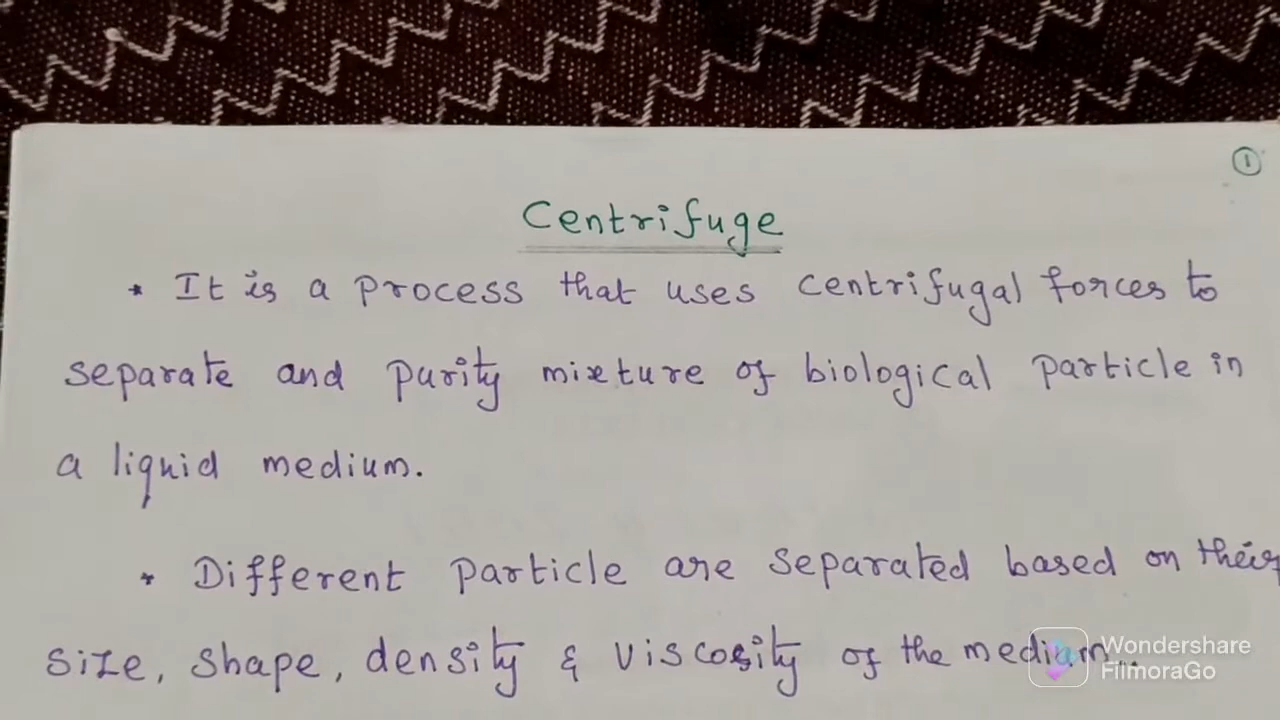 1
Centrifuge
* It is a process that uses centrifugal forces to
separate and purity mixture of biological particle in
a liquid medium.
* Different particle are separated based on their
size, shape, density & viscosity of the medium..
Wondershare
FilmoraGo